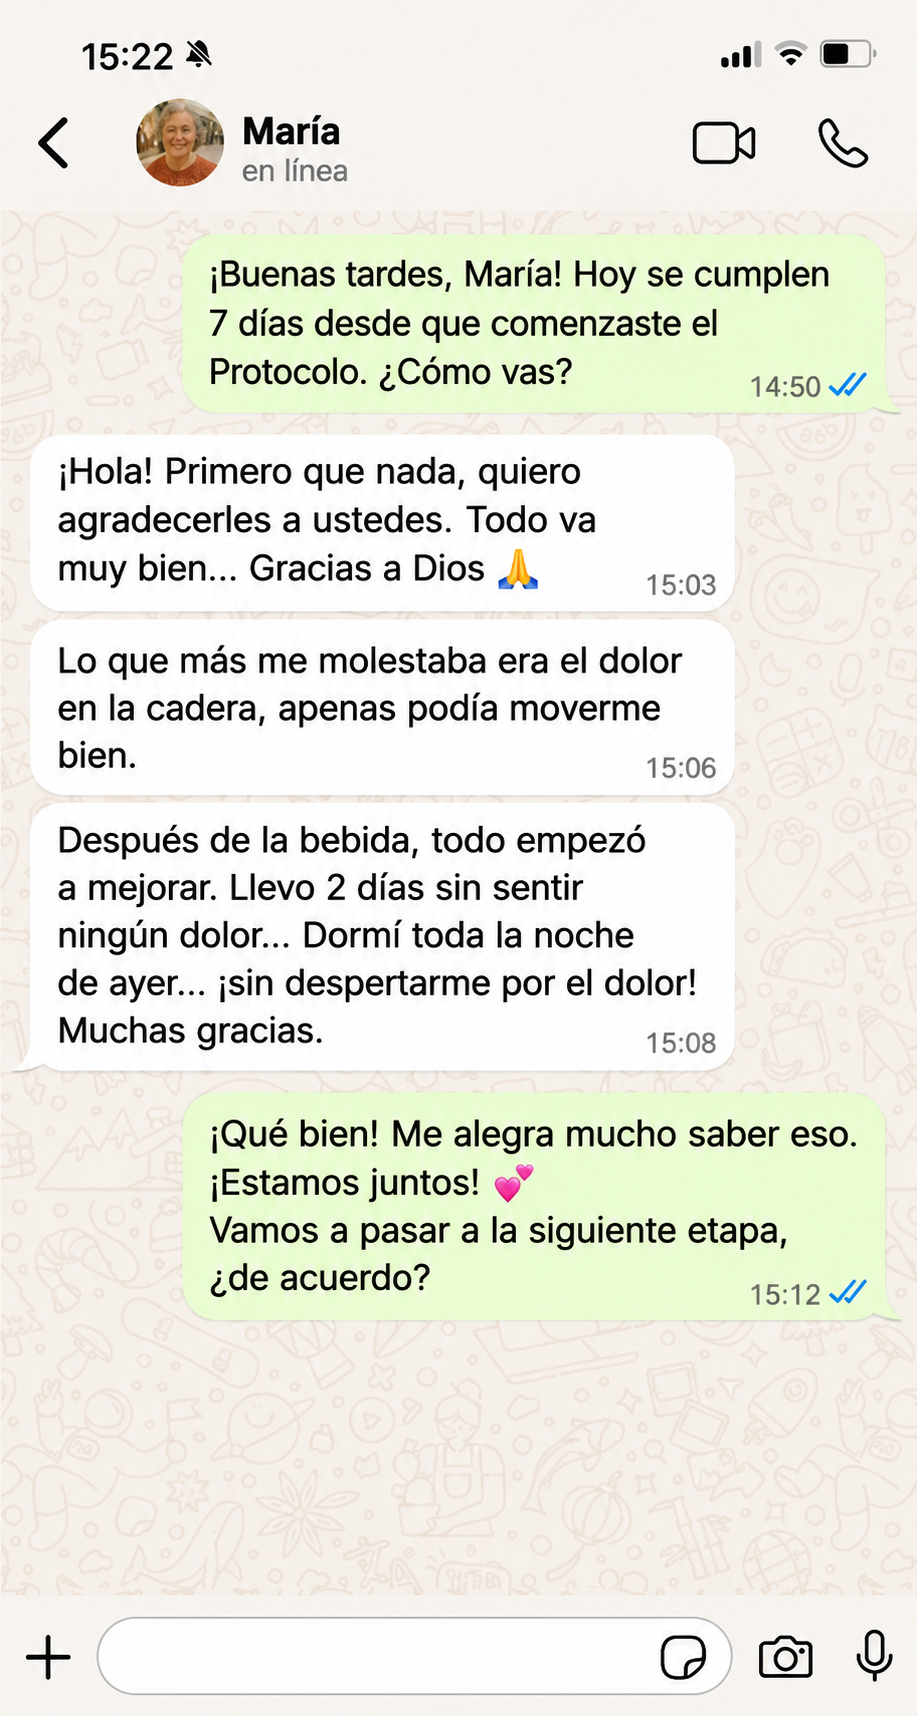 15:22
María
en línea
¡Buenas tardes, María! Hoy se cumplen
7 días desde que comenzaste el
Protocolo. ¿Cómo vas?
14:50
¡Hola! Primero que nada, quiero
agradecerles a ustedes. Todo va
muy bien... Gracias a Dios 🙏
15:03
Lo que más me molestaba era el dolor
en la cadera, apenas podía moverme
bien.
15:06
Después de la bebida, todo empezó
a mejorar. Llevo 2 días sin sentir
ningún dolor... Dormí toda la noche
de ayer... ¡sin despertarme por el dolor!
Muchas gracias.
15:08
¡Qué bien! Me alegra mucho saber eso.
¡Estamos juntos! 💕
Vamos a pasar a la siguiente etapa,
¿de acuerdo?
15:12